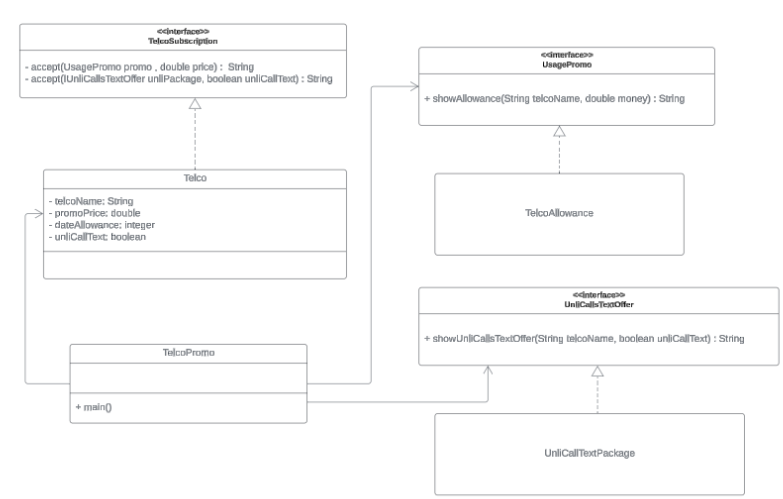 <<interface>>
TelcoSubscription
- accept(UsagePromo promo , double price) : String
- accept(IUnliCallsTextOffer unliPackage, boolean unliCallText) : String
Telco
- telcoName: String
- promoPrice: double
- dateAllowance: integer
- unliCallText: boolean
TelcoPromo
+ main()
<<interface>>
UsagePromo
+ showAllowance(String telcoName, double money) : String
TelcoAllowance
<<interface>>
UnliCallsTextOffer
+ showUnliCallsTextOffer(String telcoName, boolean unliCallText) : String
UnliCallTextPackage